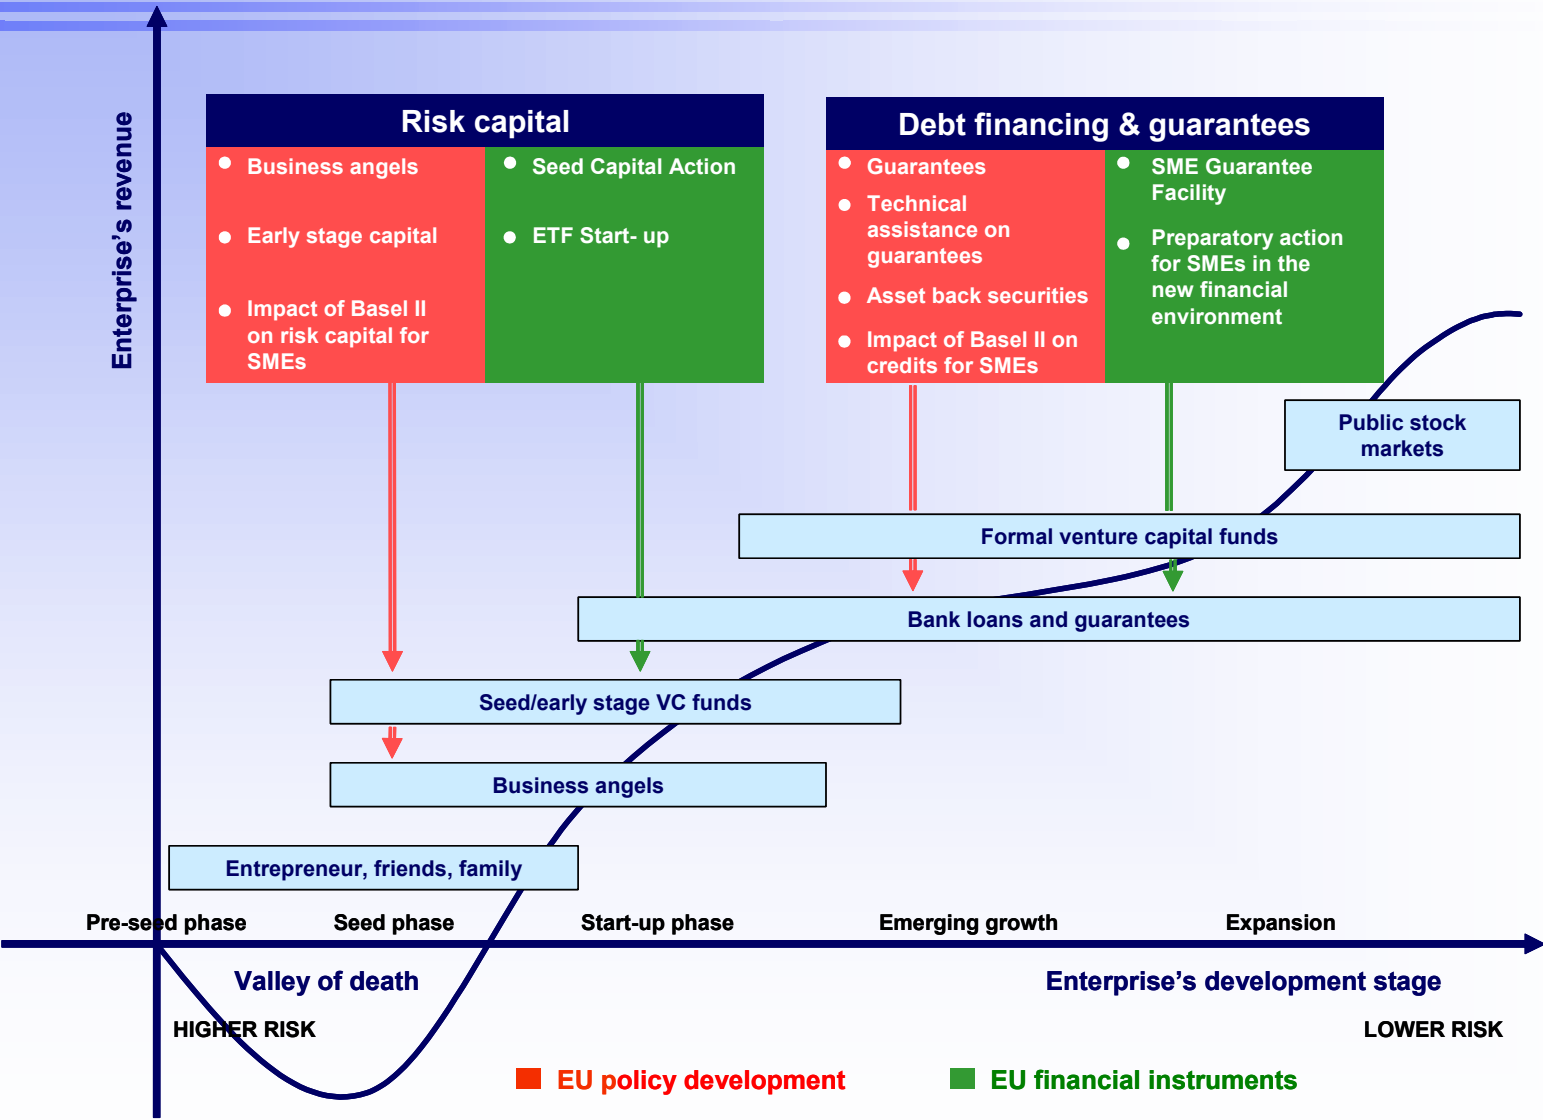 Enterprise's revenue
Risk capital
Business angels
Early stage capital
Impact of Basel II
on risk capital for
SMEs
Seed Capital Action
ETF Start- up
Debt financing & guarantees
Guarantees
Technical
assistance on
guarantees
Asset back securities
Impact of Basel II on
credits for SMEs
SME Guarantee
Facility
Preparatory action
for SMEs in the
new financial
environment
Public stock
markets
Formal venture capital funds
Bank loans and guarantees
Seed/early stage VC funds
Business angels
Entrepreneur, friends, family
Pre-seed phase
Seed phase
Start-up phase
Emerging growth
Expansion
Valley of death
Enterprise's development stage
HIGHER RISK
LOWER RISK
EU policy development
EU financial instruments